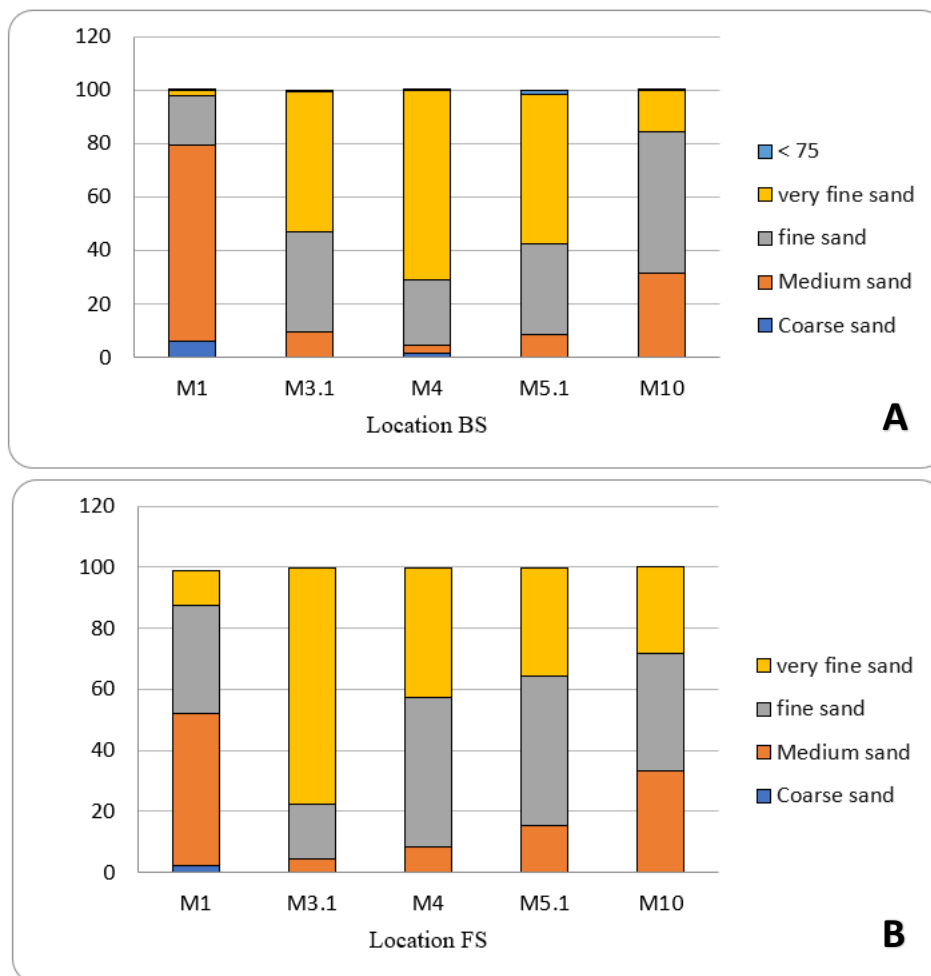 120
100
80
60
40
20
0
M1 M3.1 M4 M5.1 M10
Location BS
< 75
very fine sand
fine sand
Medium sand
Coarse sand
A
120
100
80
60
40
20
0
M1 M3.1 M4 M5.1 M10
Location FS
very fine sand
fine sand
Medium sand
Coarse sand
B